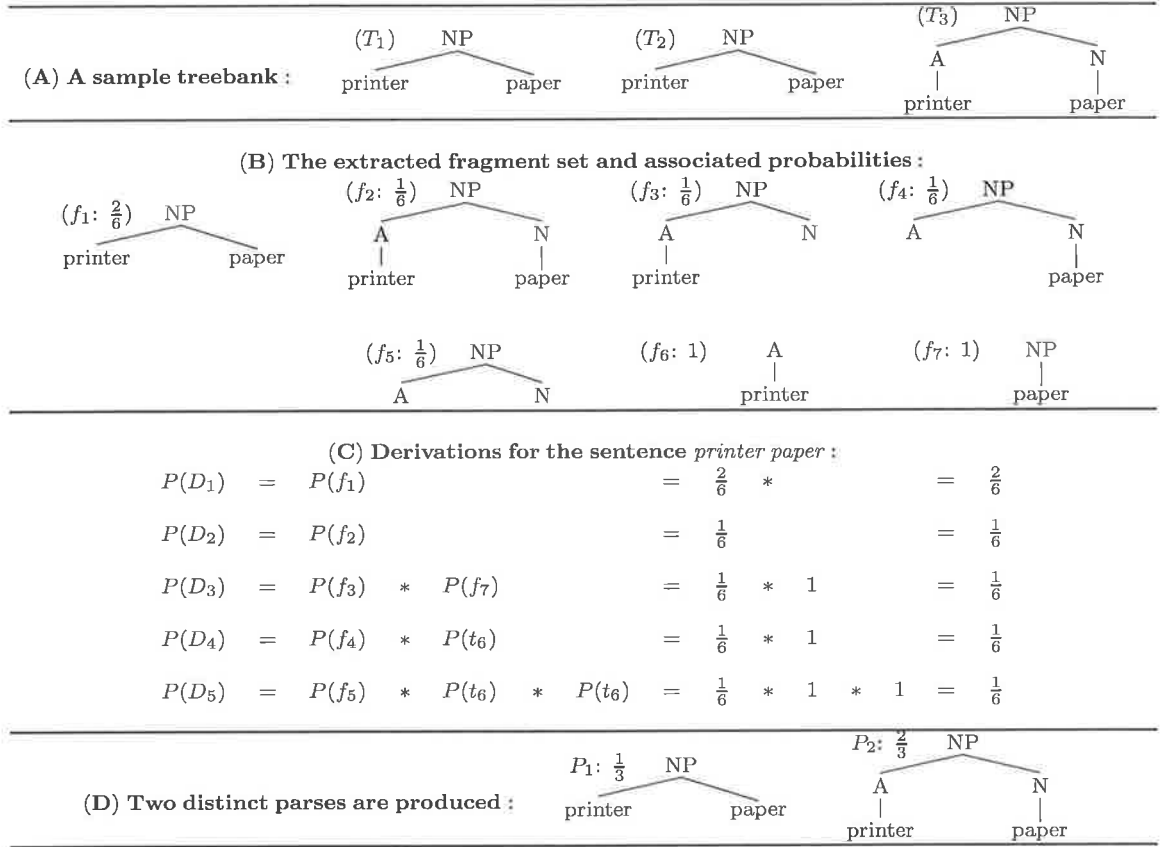 (T₁) NP (T₂) NP (T₃) NP
A N
(A) A sample treebank : printer paper printer paper
printer paper
(B) The extracted fragment set and associated probabilities :
(f₁: 2/6) NP (f₂: 1/6) NP (f₃: 1/6) NP (f₄: 1/6) NP
printer paper A N A N A N
printer paper printer paper
(f₅: 1/6) NP (f₆: 1) A (f₇: 1) NP
A N printer paper
(C) Derivations for the sentence printer paper :
P(D₁) = P(f₁) = 2/6 * = 2/6
P(D₂) = P(f₂) = 1/6 = 1/6
P(D₃) = P(f₃) * P(f₇) = 1/6 * 1 = 1/6
P(D₄) = P(f₄) * P(t₆) = 1/6 * 1 = 1/6
P(D₅) = P(f₅) * P(t₆) * P(t₆) = 1/6 * 1 * 1 = 1/6
P₁: 1/3 NP P₂: 2/3 NP
A N
(D) Two distinct parses are produced : printer paper
printer paper